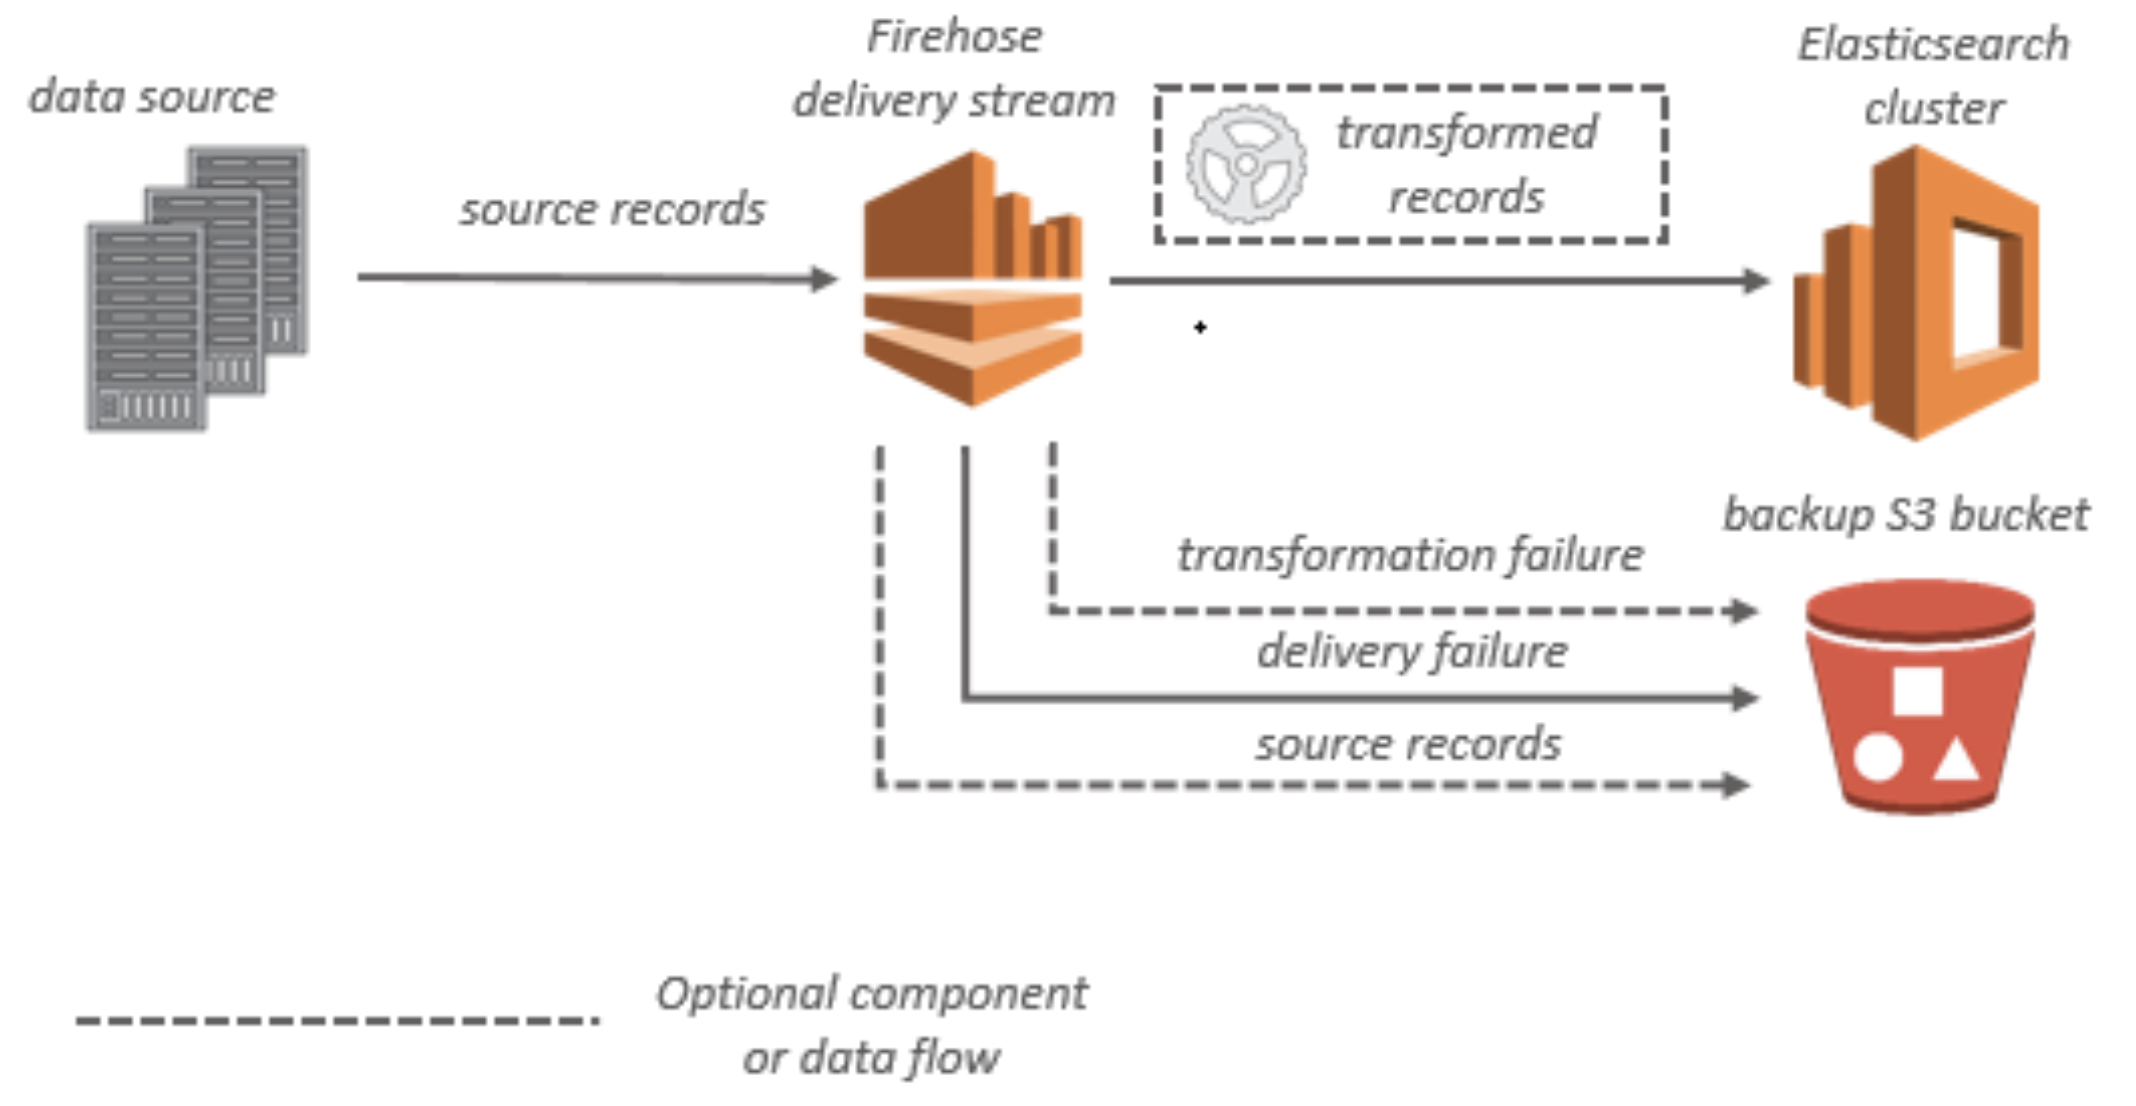 data source
source records
Firehose
delivery stream
transformed
records
Elasticsearch
cluster
backup S3 bucket
transformation failure
delivery failure
source records
Optional component
or data flow